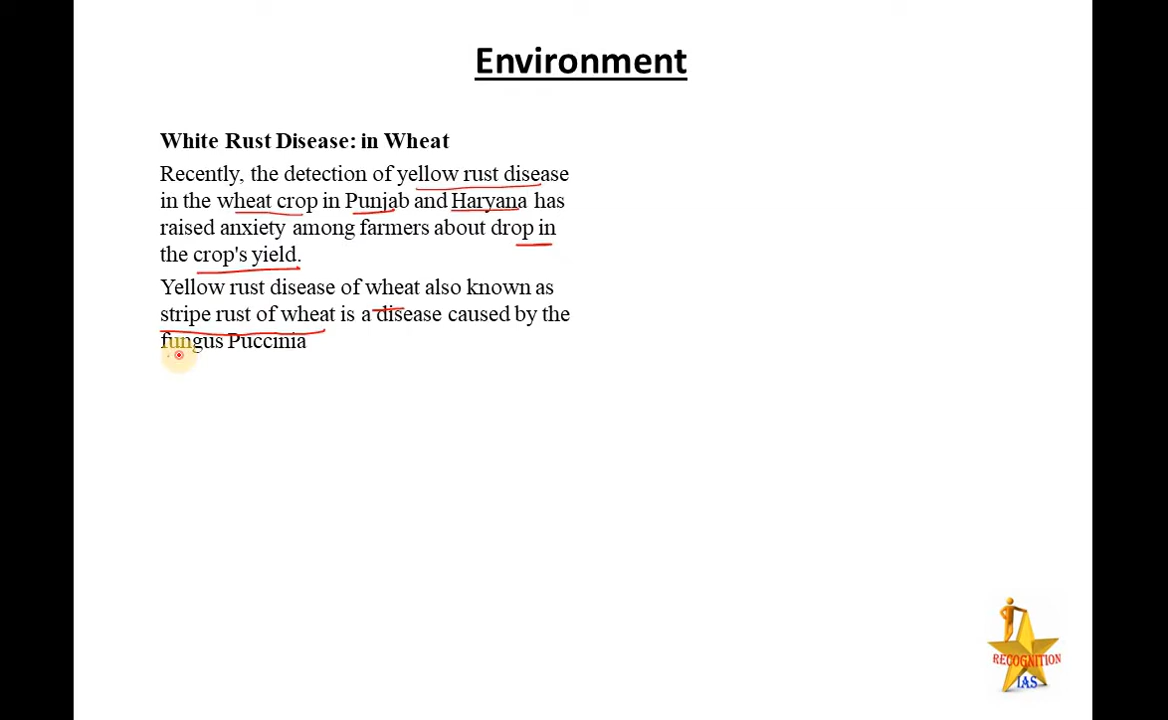 Environment
White Rust Disease: in Wheat
Recently, the detection of yellow rust disease
in the wheat crop in Punjab and Haryana has
raised anxiety among farmers about drop in
the crop's yield.
Yellow rust disease of wheat also known as
stripe rust of wheat is a disease caused by the
fungus Puccinia
RECOGNITION
IAS